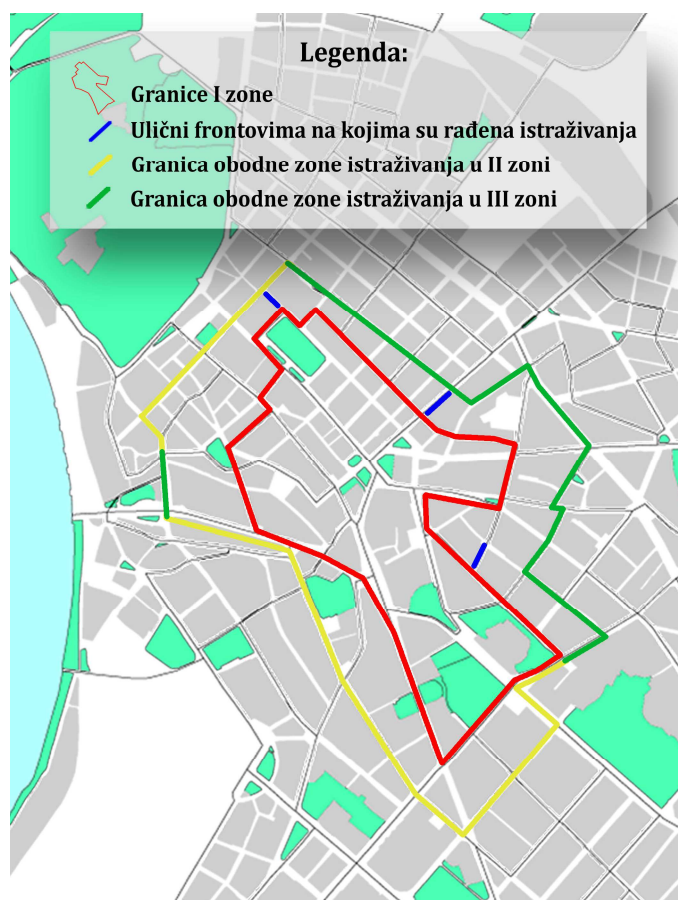 Legenda:
Granice I zone
Ulični frontovima na kojima su rađena istraživanja
Granica obodne zone istraživanja u II zoni
Granica obodne zone istraživanja u III zoni